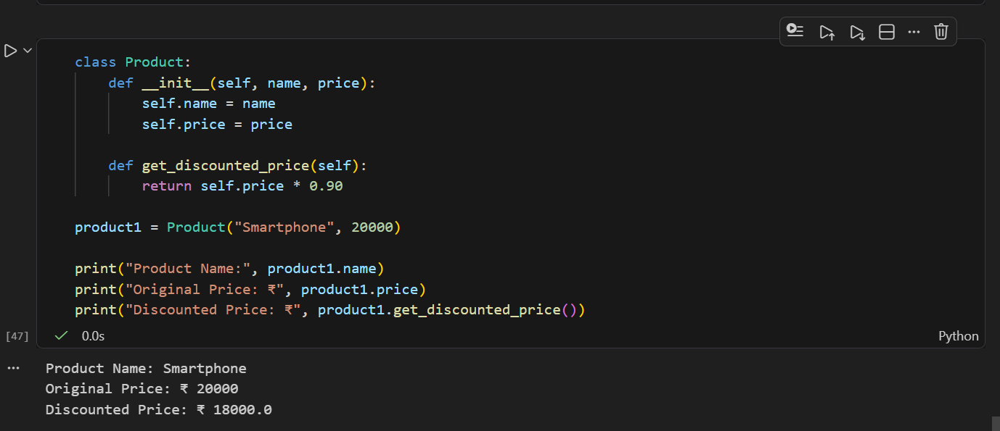 class Product:
    def __init__(self, name, price):
        self.name = name
        self.price = price

    def get_discounted_price(self):
        return self.price * 0.90

product1 = Product("Smartphone", 20000)

print("Product Name:", product1.name)
print("Original Price: ₹", product1.price)
print("Discounted Price: ₹", product1.get_discounted_price())
[47] 0.0s Python
Product Name: Smartphone
Original Price: ₹ 20000
Discounted Price: ₹ 18000.0